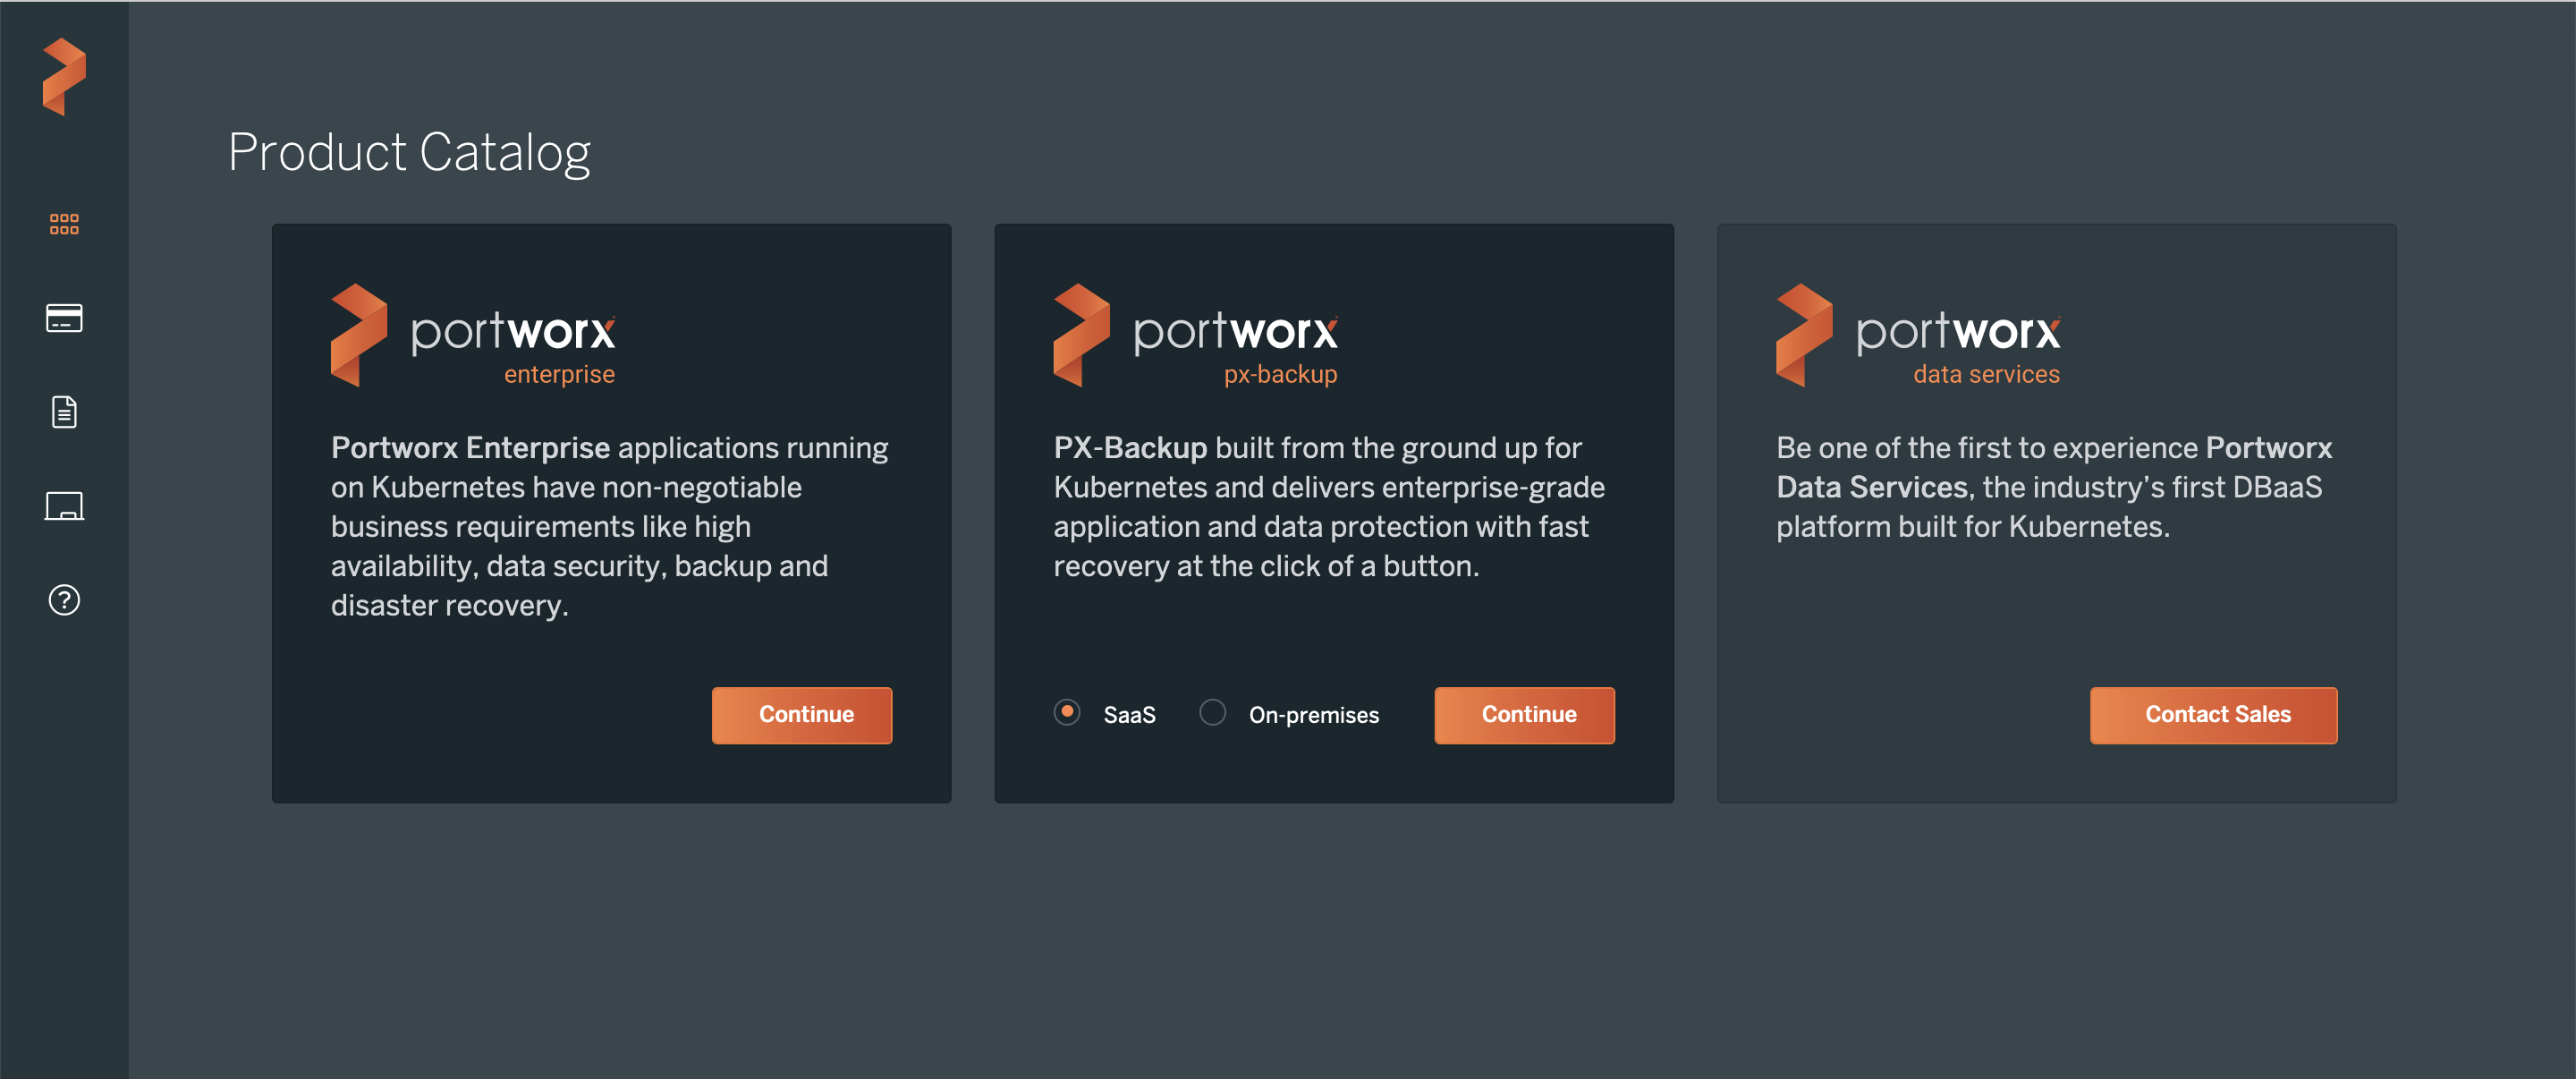 Product Catalog
portworx
enterprise
Portworx Enterprise applications running
on Kubernetes have non-negotiable
business requirements like high
availability, data security, backup and
disaster recovery.
Continue
portworx
px-backup
PX-Backup built from the ground up for
Kubernetes and delivers enterprise-grade
application and data protection with fast
recovery at the click of a button.
SaaS
On-premises
Continue
portworx
data services
Be one of the first to experience Portworx
Data Services, the industry’s first DBaaS
platform built for Kubernetes.
Contact Sales